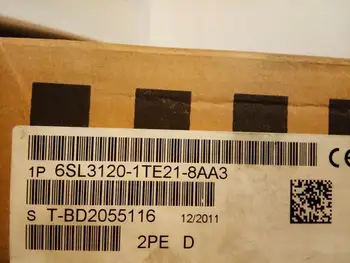 1P 6SL3120-1TE21-8AA3
S T-BD2055116 12/2011
2PE D